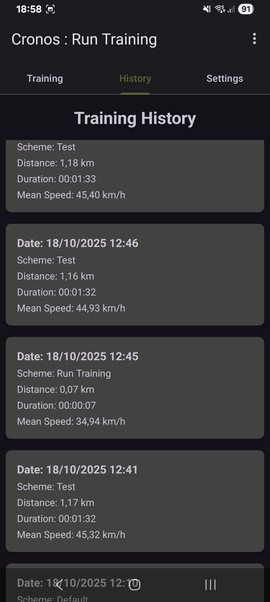 18:58
91
Cronos : Run Training
Training
History
Settings
Training History
Scheme: Test
Distance: 1,18 km
Duration: 00:01:33
Mean Speed: 45,40 km/h
Date: 18/10/2025 12:46
Scheme: Test
Distance: 1,16 km
Duration: 00:01:32
Mean Speed: 44,93 km/h
Date: 18/10/2025 12:45
Scheme: Run Training
Distance: 0,07 km
Duration: 00:00:07
Mean Speed: 34,94 km/h
Date: 18/10/2025 12:41
Scheme: Test
Distance: 1,17 km
Duration: 00:01:32
Mean Speed: 45,32 km/h
Date: 18/10/2025 12:10
Scheme: Default